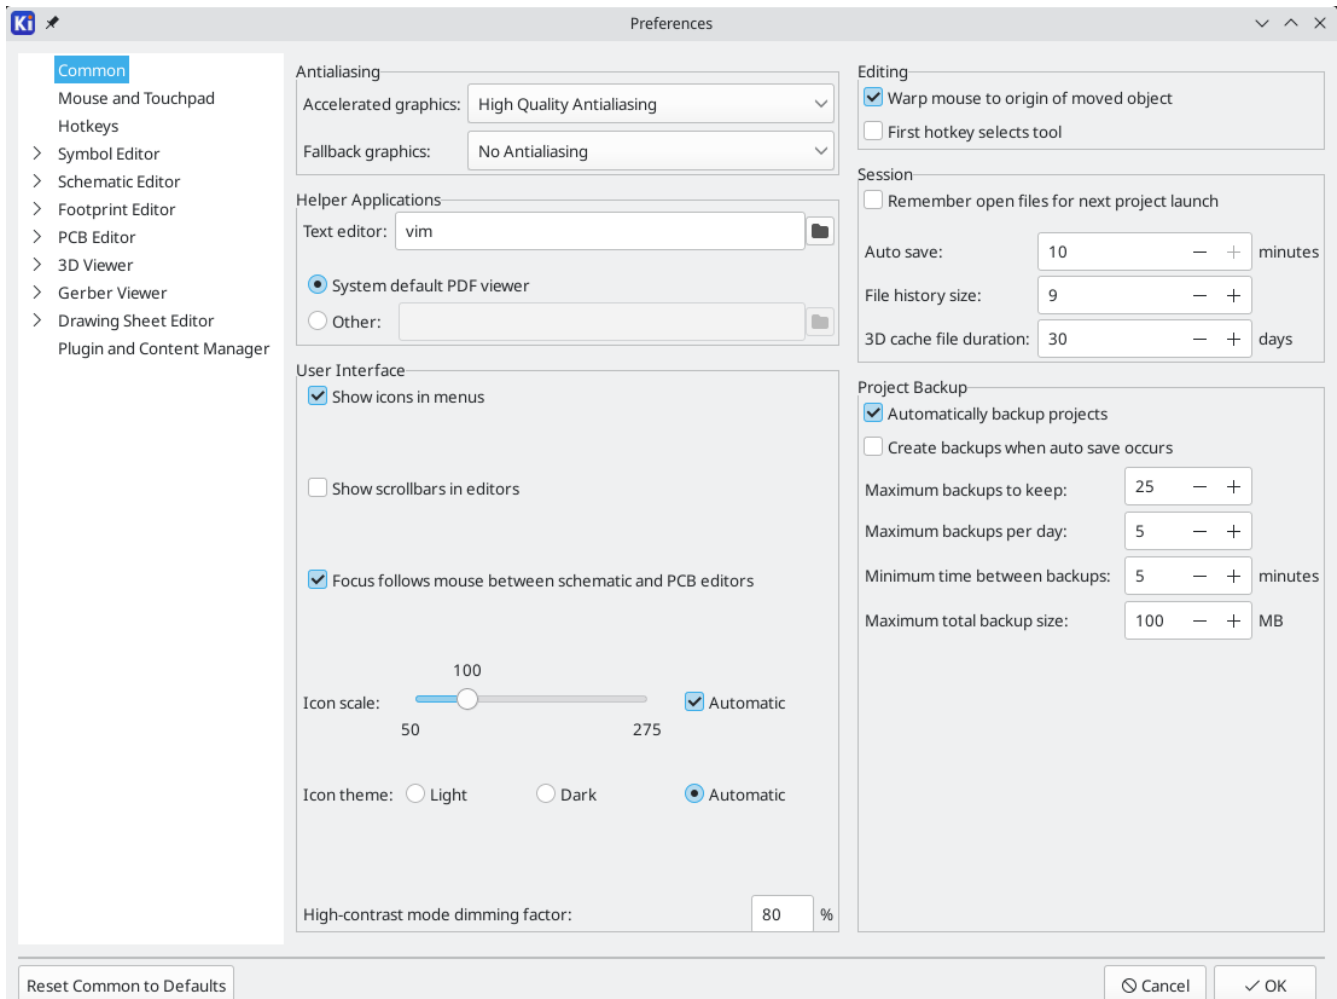 Ki
Preferences
Common
Mouse and Touchpad
Hotkeys
Symbol Editor
Schematic Editor
Footprint Editor
PCB Editor
3D Viewer
Gerber Viewer
Drawing Sheet Editor
Plugin and Content Manager
Antialiasing
Accelerated graphics: High Quality Antialiasing
Fallback graphics: No Antialiasing
Helper Applications
Text editor: vim
System default PDF viewer
Other:
User Interface
Show icons in menus
Show scrollbars in editors
Focus follows mouse between schematic and PCB editors
100
Icon scale: Automatic
50 275
Icon theme: Light Dark Automatic
High-contrast mode dimming factor: 80 %
Editing
Warp mouse to origin of moved object
First hotkey selects tool
Session
Remember open files for next project launch
Auto save: 10 − + minutes
File history size: 9 − +
3D cache file duration: 30 − + days
Project Backup
Automatically backup projects
Create backups when auto save occurs
Maximum backups to keep: 25 − +
Maximum backups per day: 5 − +
Minimum time between backups: 5 − + minutes
Maximum total backup size: 100 − + MB
Reset Common to Defaults
Cancel OK